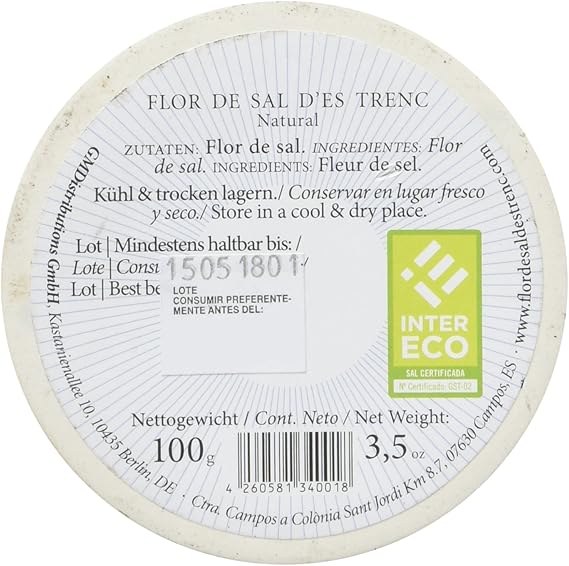 FLOR DE SAL D'ES TRENC
Natural
ZUTATEN: Flor de sal. INGREDIENTES: Flor
de sal. INGREDIENTS: Fleur de sel.
Kühl & trocken lagern./ Conservar en lugar fresco
y seco./ Store in a cool & dry place.
Lot | Mindestens haltbar bis: /
Lote | Consu
Lot | Best be
15051801
LOTE
CONSUMIR PREFERENTE-
MENTE ANTES DEL:
INTER
ECO
SAL CERTIFICADA
Nº Certificado: GST-02
Nettogewicht / Cont. Neto / Net Weight:
100g
3,5 oz
4 260581 340018
GMDistributions GmbH, Kastanienallee 10, 10435 Berlin, DE - Ctra. Campos a Colònia Sant Jordi Km 8.7, 07630 Campos, ES
www.flordesaldestrenc.com